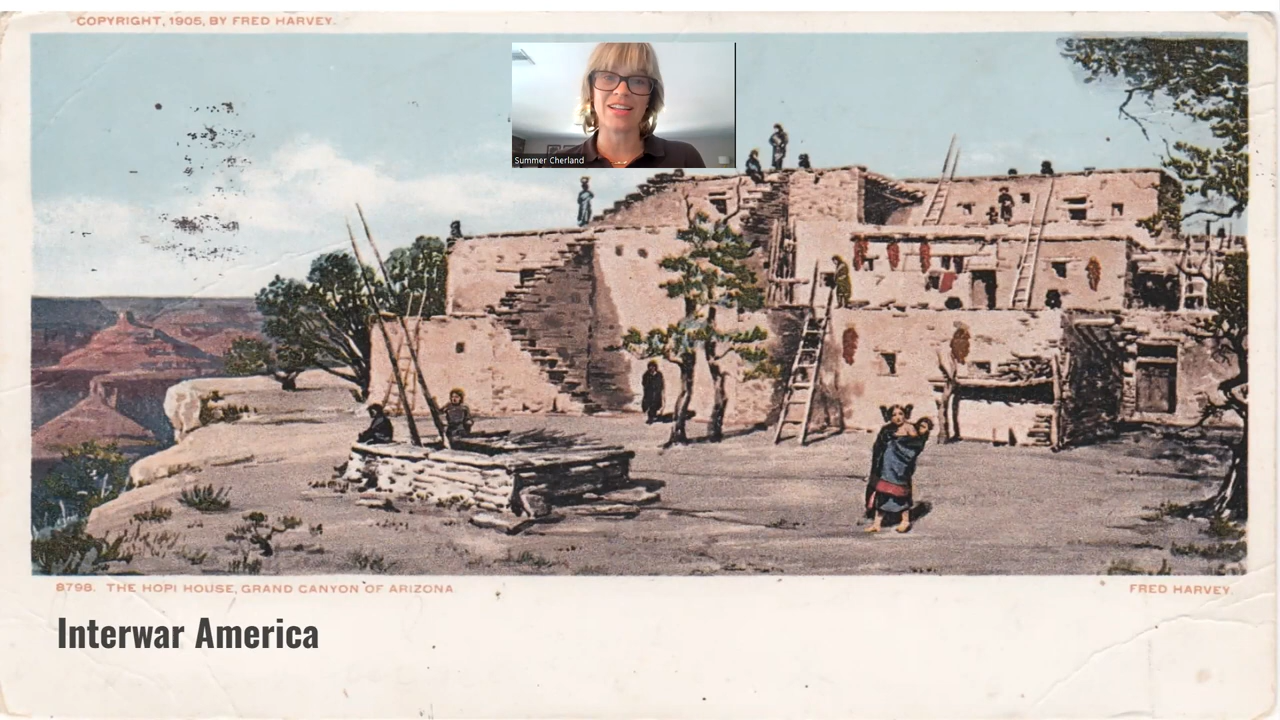 COPYRIGHT, 1905, BY FRED HARVEY.
Summer Cherland
8798. THE HOPI HOUSE, GRAND CANYON OF ARIZONA
FRED HARVEY.
Interwar America